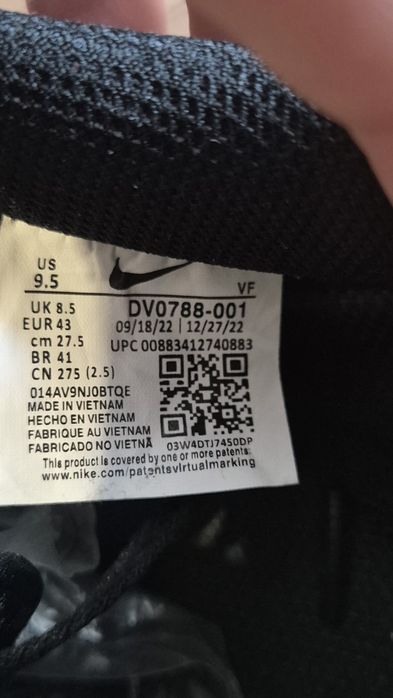 US
9.5
VF
UK 8.5
DV0788-001
EUR 43
09/18/22 | 12/27/22
cm 27.5
UPC 00883412740883
BR 41
CN 275 (2.5)
014AV9NJ0BTQE
MADE IN VIETNAM
HECHO EN VIETNAM
FABRIQUE AU VIETNAM
FABRICADO NO VIETNÃ
03W4DTJ7450DP
This product is covered by one or more patents:
www.nike.com/patentsvirtualmarking